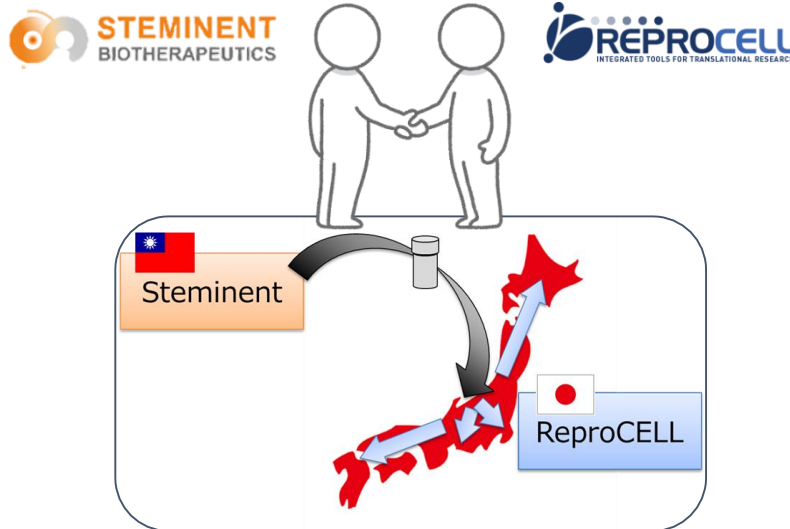 STEMINENT
BIOTHERAPEUTICS
REPROCELL
INTEGRATED TOOLS FOR TRANSLATIONAL RESEARCH
Steminent
ReproCELL